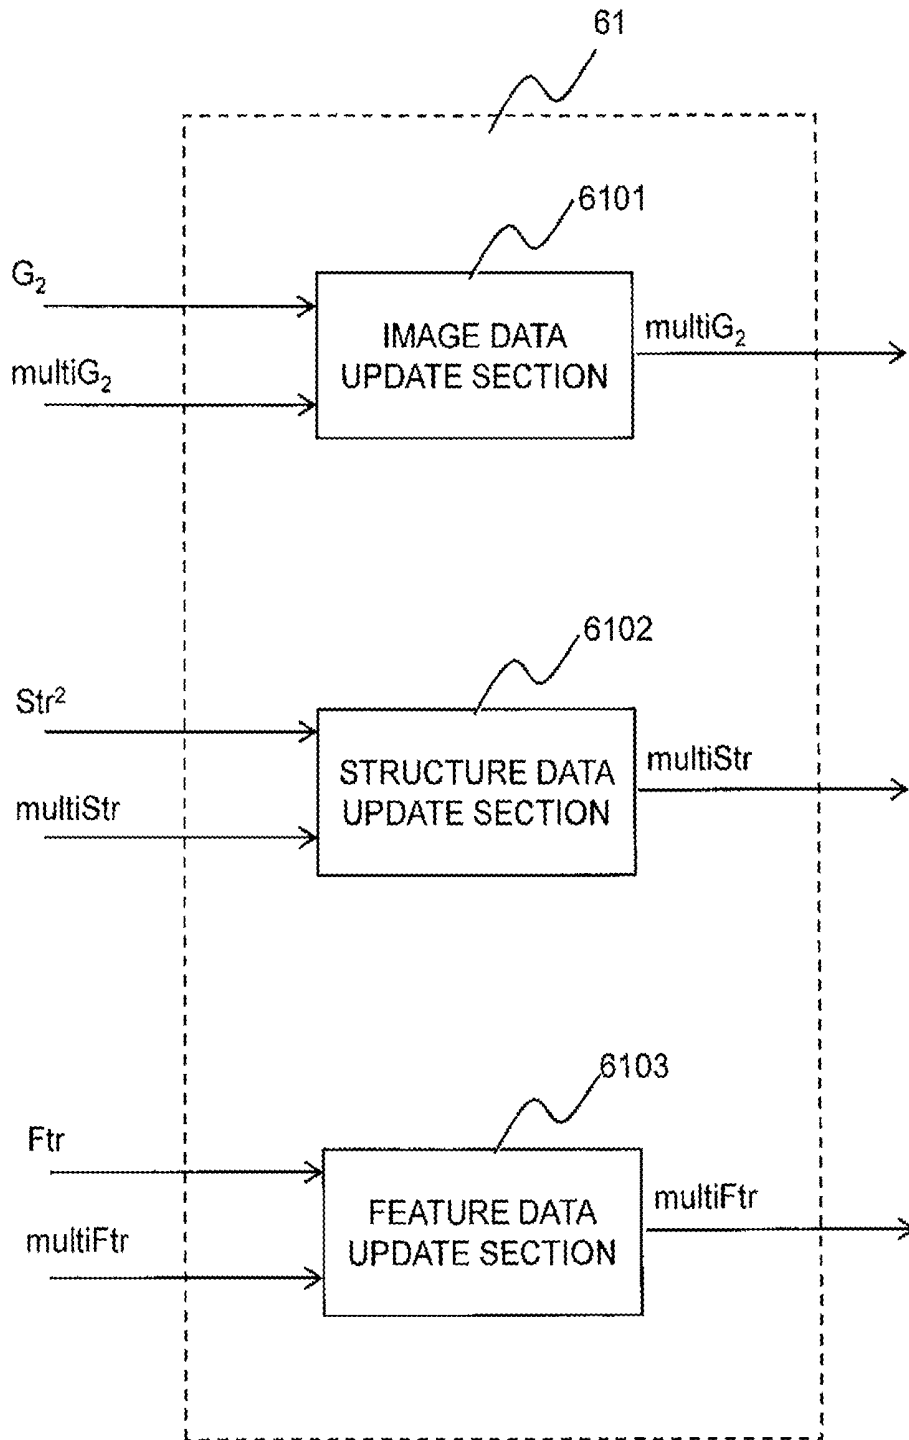 61
6101
G₂
IMAGE DATA
UPDATE SECTION
multiG₂
multiG₂
6102
Str²
STRUCTURE DATA
UPDATE SECTION
multiStr
multiStr
6103
Ftr
FEATURE DATA
UPDATE SECTION
multiFtr
multiFtr